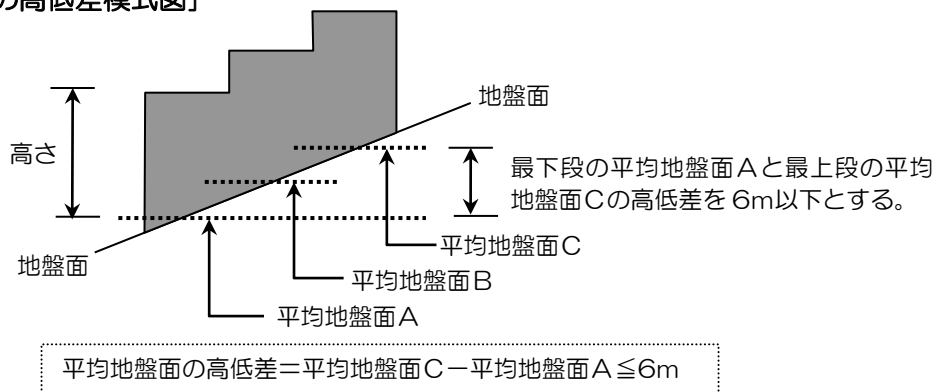 の高低差模式図」
地盤面
高さ
最下段の平均地盤面Aと最上段の平均
地盤面Cの高低差を6m以下とする。
平均地盤面C
地盤面
平均地盤面B
平均地盤面A
平均地盤面の高低差＝平均地盤面C－平均地盤面A≦6m